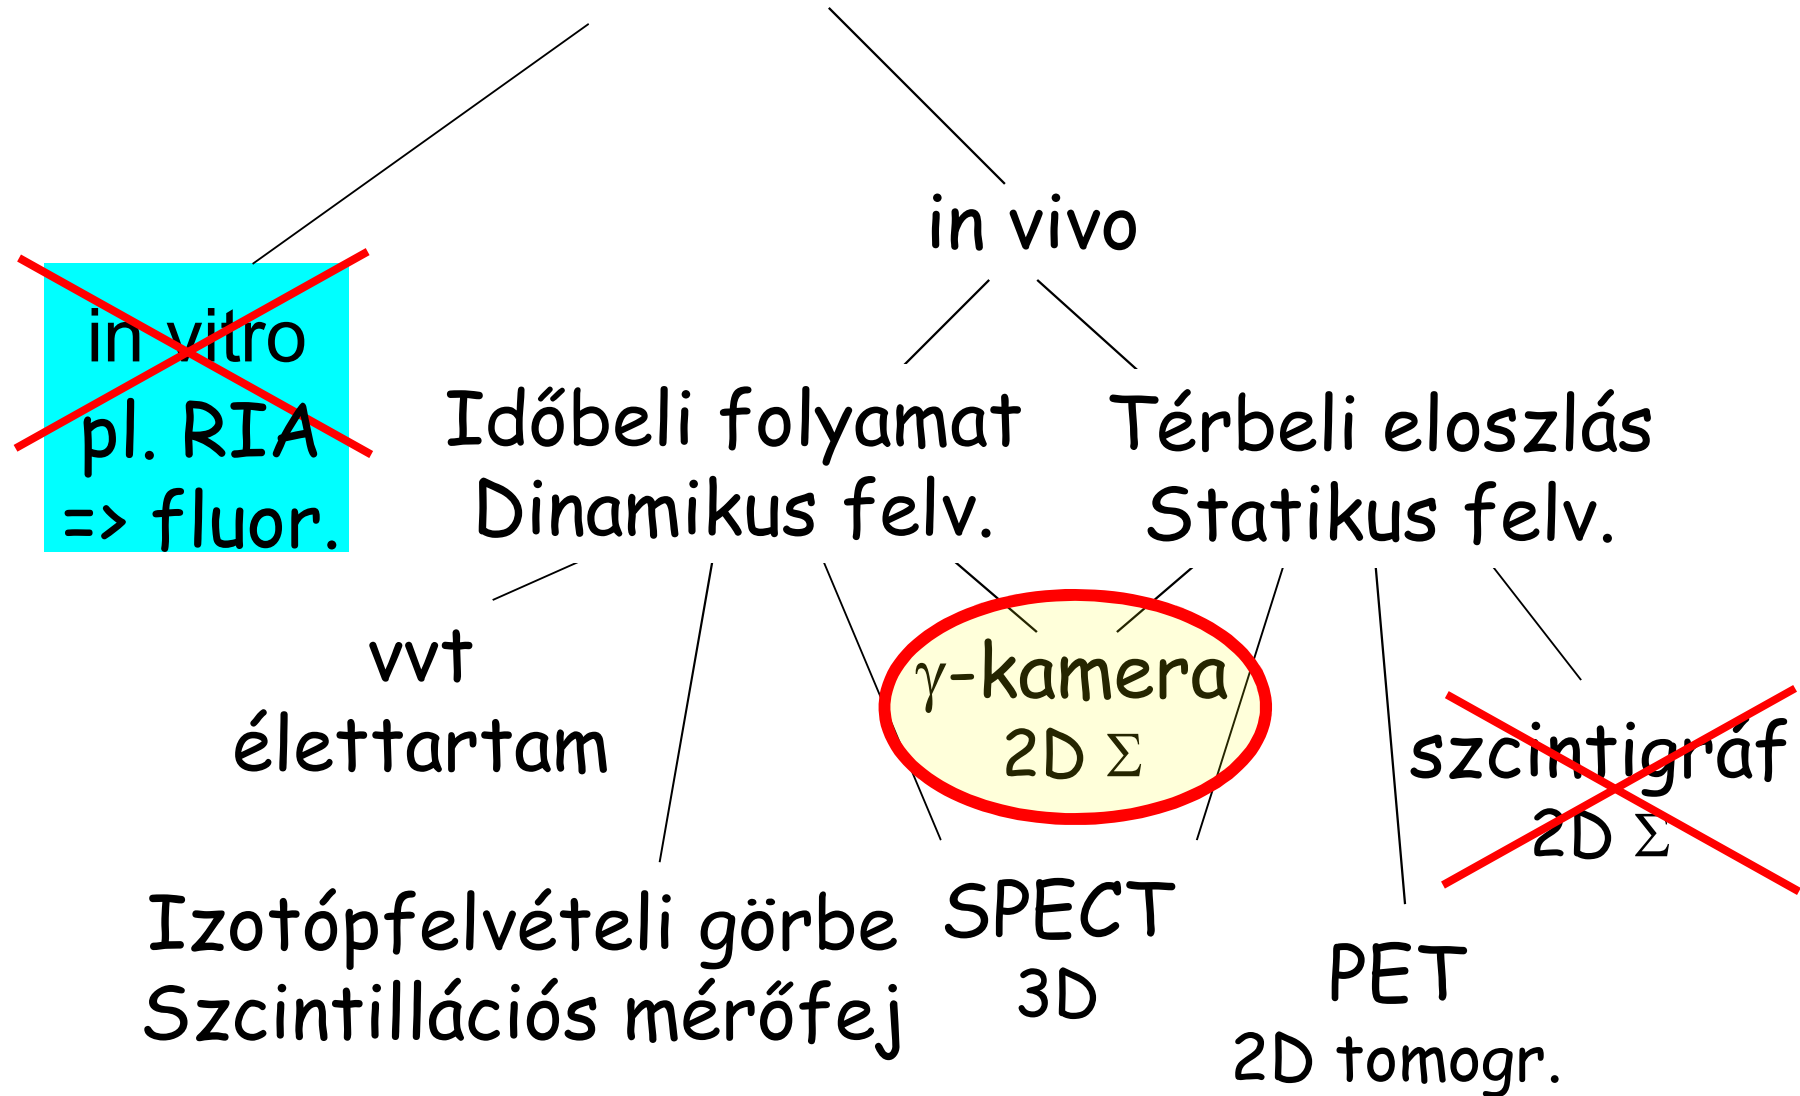 in vivo
in vitro
pl. RIA
=> fluor.
Időbeli folyamat
Dinamikus felv.
Térbeli eloszlás
Statikus felv.
vvt
élettartam
γ-kamera
2D Σ
szcintigráf
2D Σ
Izotópfelvételi görbe
Szcintillációs mérőfej
SPECT
3D
PET
2D tomogr.